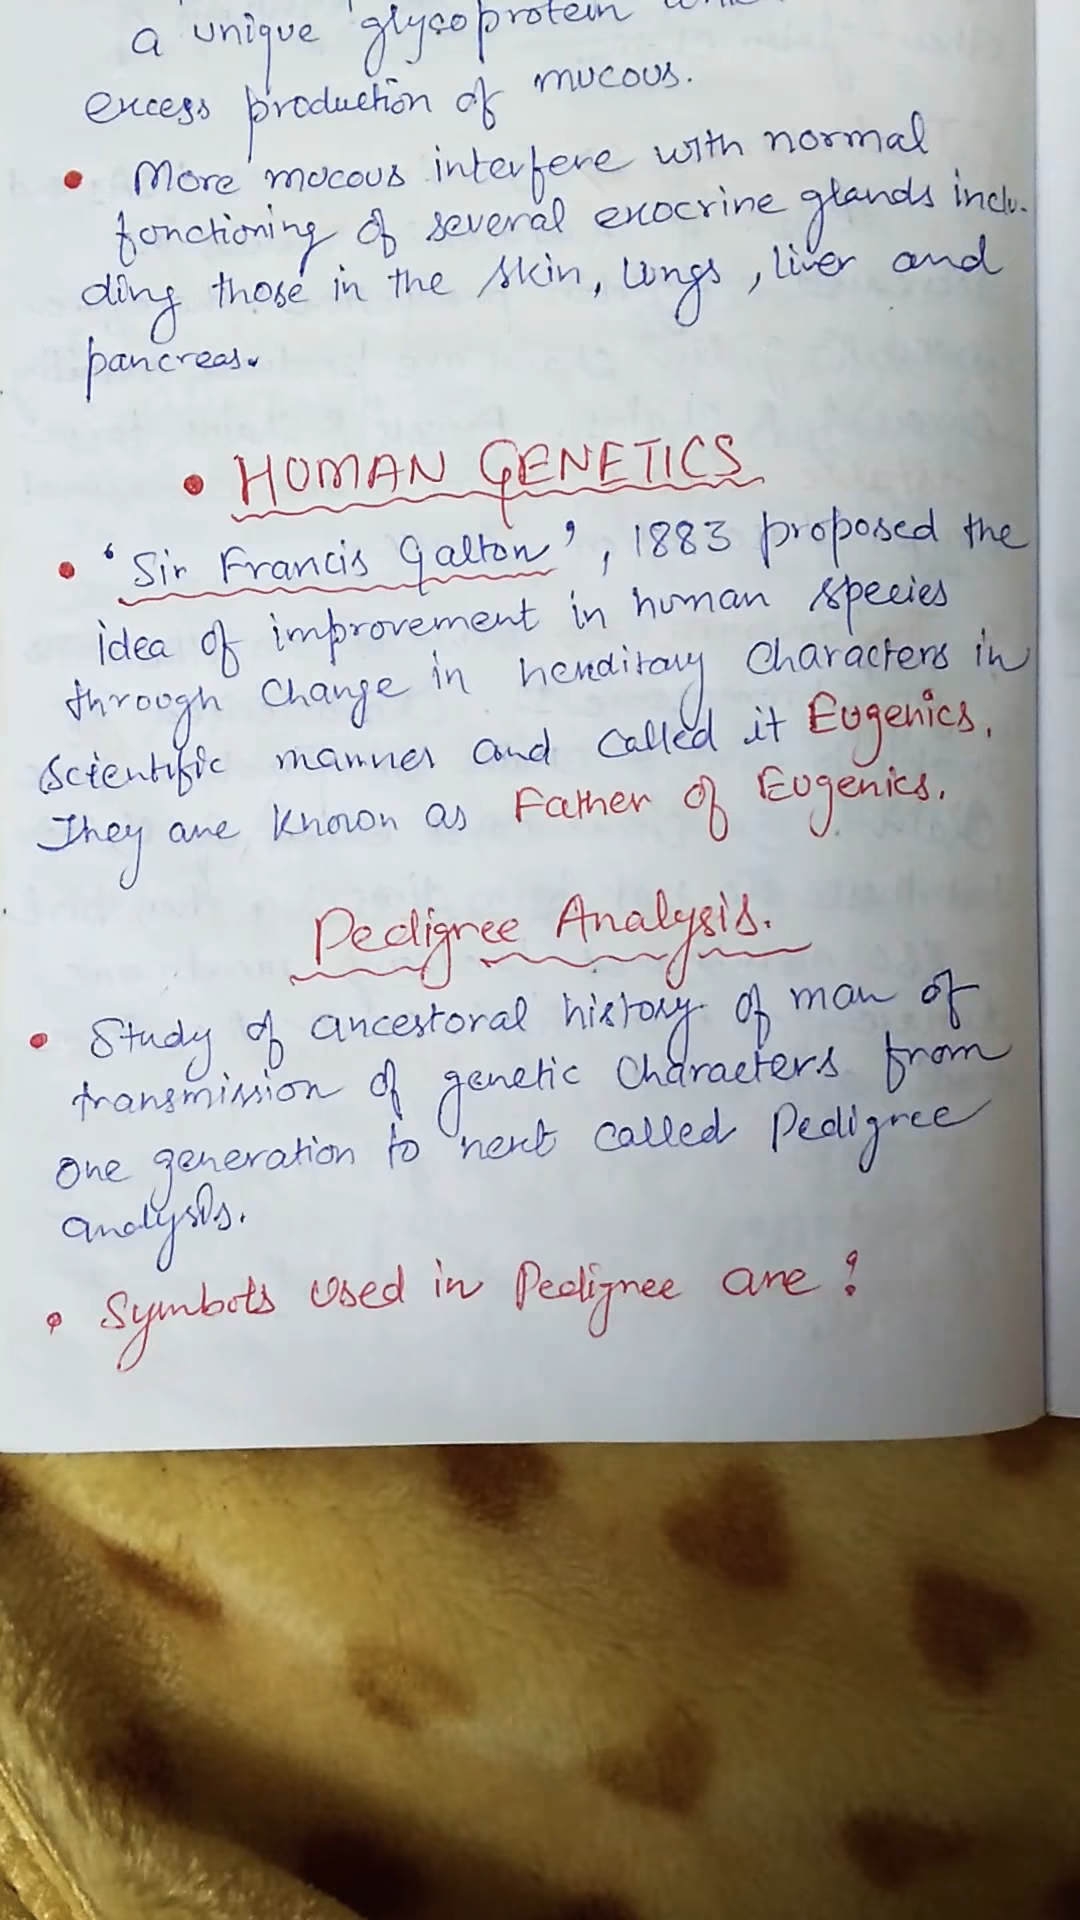 a unique glycoprotein
excess production of mucous.
• More mucous interfere with normal
functioning of several exocrine glands inclu-
ding those in the skin, lungs, liver and
pancreas.
• HUMAN GENETICS
• 'Sir Francis Galton', 1883 proposed the
idea of improvement in human species
through change in herditary characters in
scientific manner and called it Eugenics.
They are known as Father of Eugenics.
Pedigree Analysis.
• Study of ancestoral history of man of
transmission of genetic characters from
one generation to next called Pedigree
analysis.
• Symbols used in Pedignee are :